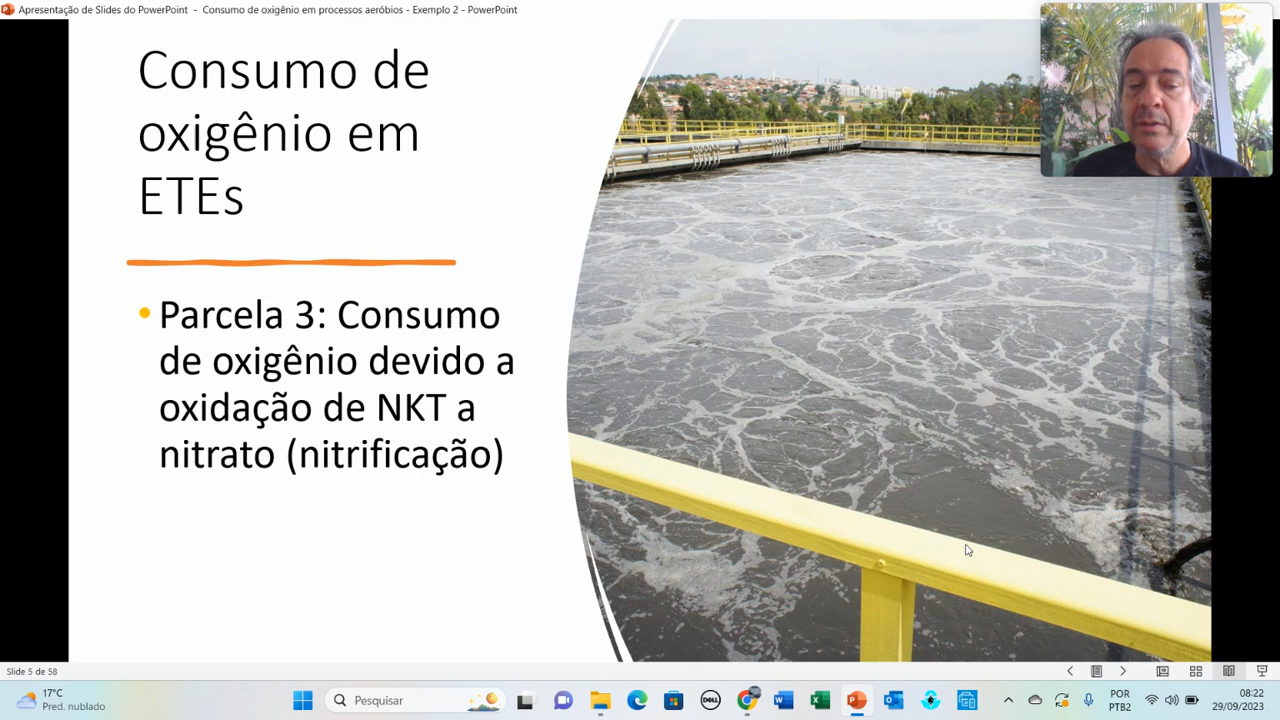 Apresentação de Slides do PowerPoint - Consumo de oxigênio em processos aeróbios - Exemplo 2 - PowerPoint
Consumo de
oxigênio em
ETEs
• Parcela 3: Consumo
de oxigênio devido a
oxidação de NKT a
nitrato (nitrificação)
Slide 5 de 58
17°C
Pred. nublado
Pesquisar
DELL
POR
PTB2
08:22
29/09/2023